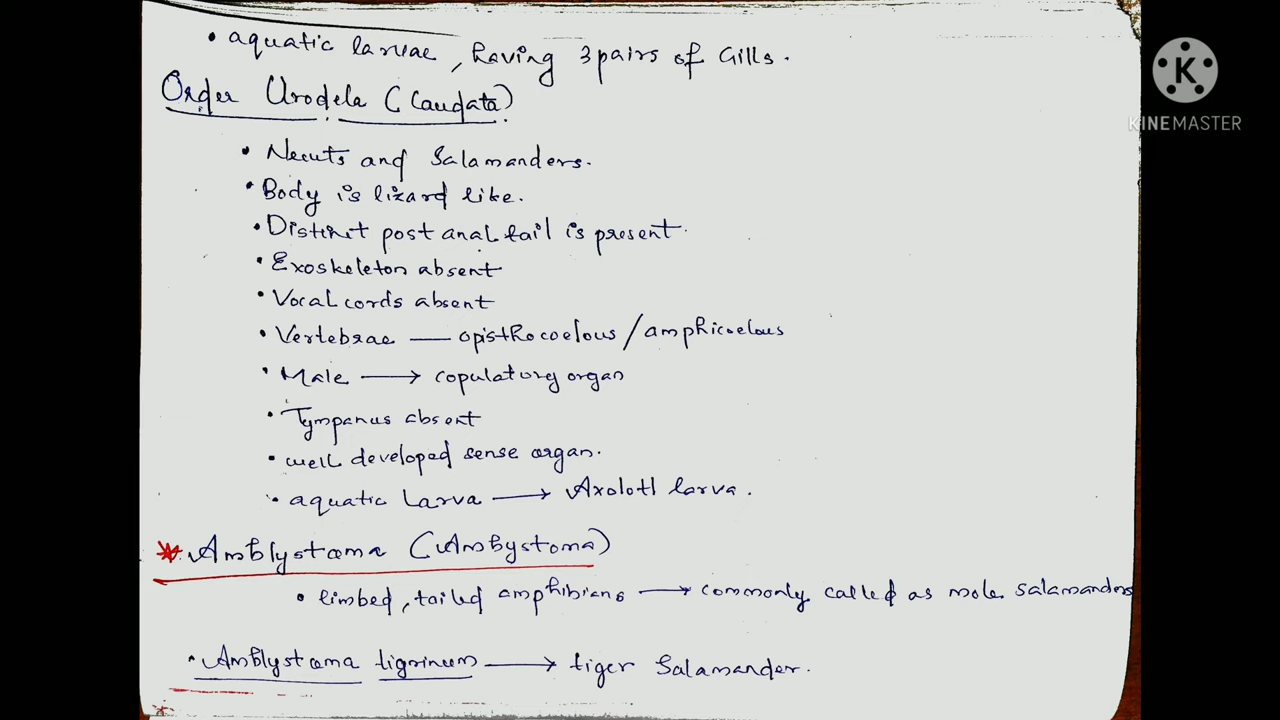 • aquatic larvae, having 3 pairs of Gills.
Order Urodela (Caudata)
• Neuts and Salamanders.
• Body is lizard like.
• Distinct post anal tail is present.
• Exoskeleton absent
• Vocal cords absent
• Vertebrae — opisthocoelous/amphicoelous
• Male → copulatory organ
• Tympanus absent
• well developed sense organ.
• aquatic Larva → Axolotl larva.
* Amblystoma (Ambystoma)
• limbed, tailed amphibians → commonly called as mole salamanders
• Amblystoma tigrinum → tiger Salamander.
K
KINEMASTER